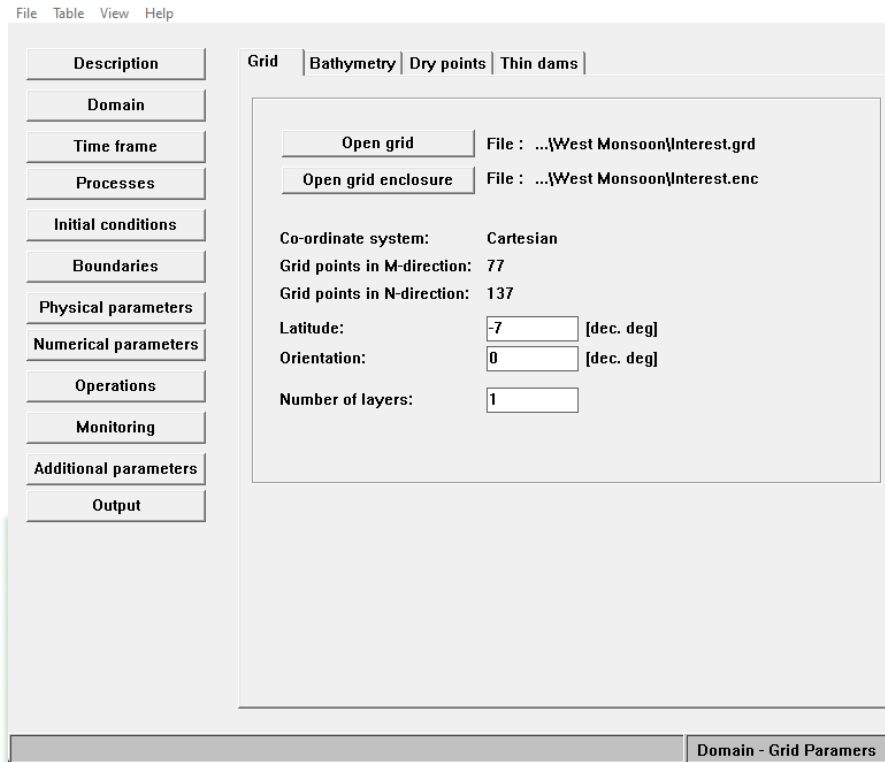 File Table View Help
Description
Domain
Time frame
Processes
Initial conditions
Boundaries
Physical parameters
Numerical parameters
Operations
Monitoring
Additional parameters
Output
Grid Bathymetry Dry points Thin dams
Open grid File : ...\West Monsoon\Interest.grd
Open grid enclosure File : ...\West Monsoon\Interest.enc
Co-ordinate system: Cartesian
Grid points in M-direction: 77
Grid points in N-direction: 137
Latitude: -7 [dec. deg]
Orientation: 0 [dec. deg]
Number of layers: 1
Domain - Grid Paramers